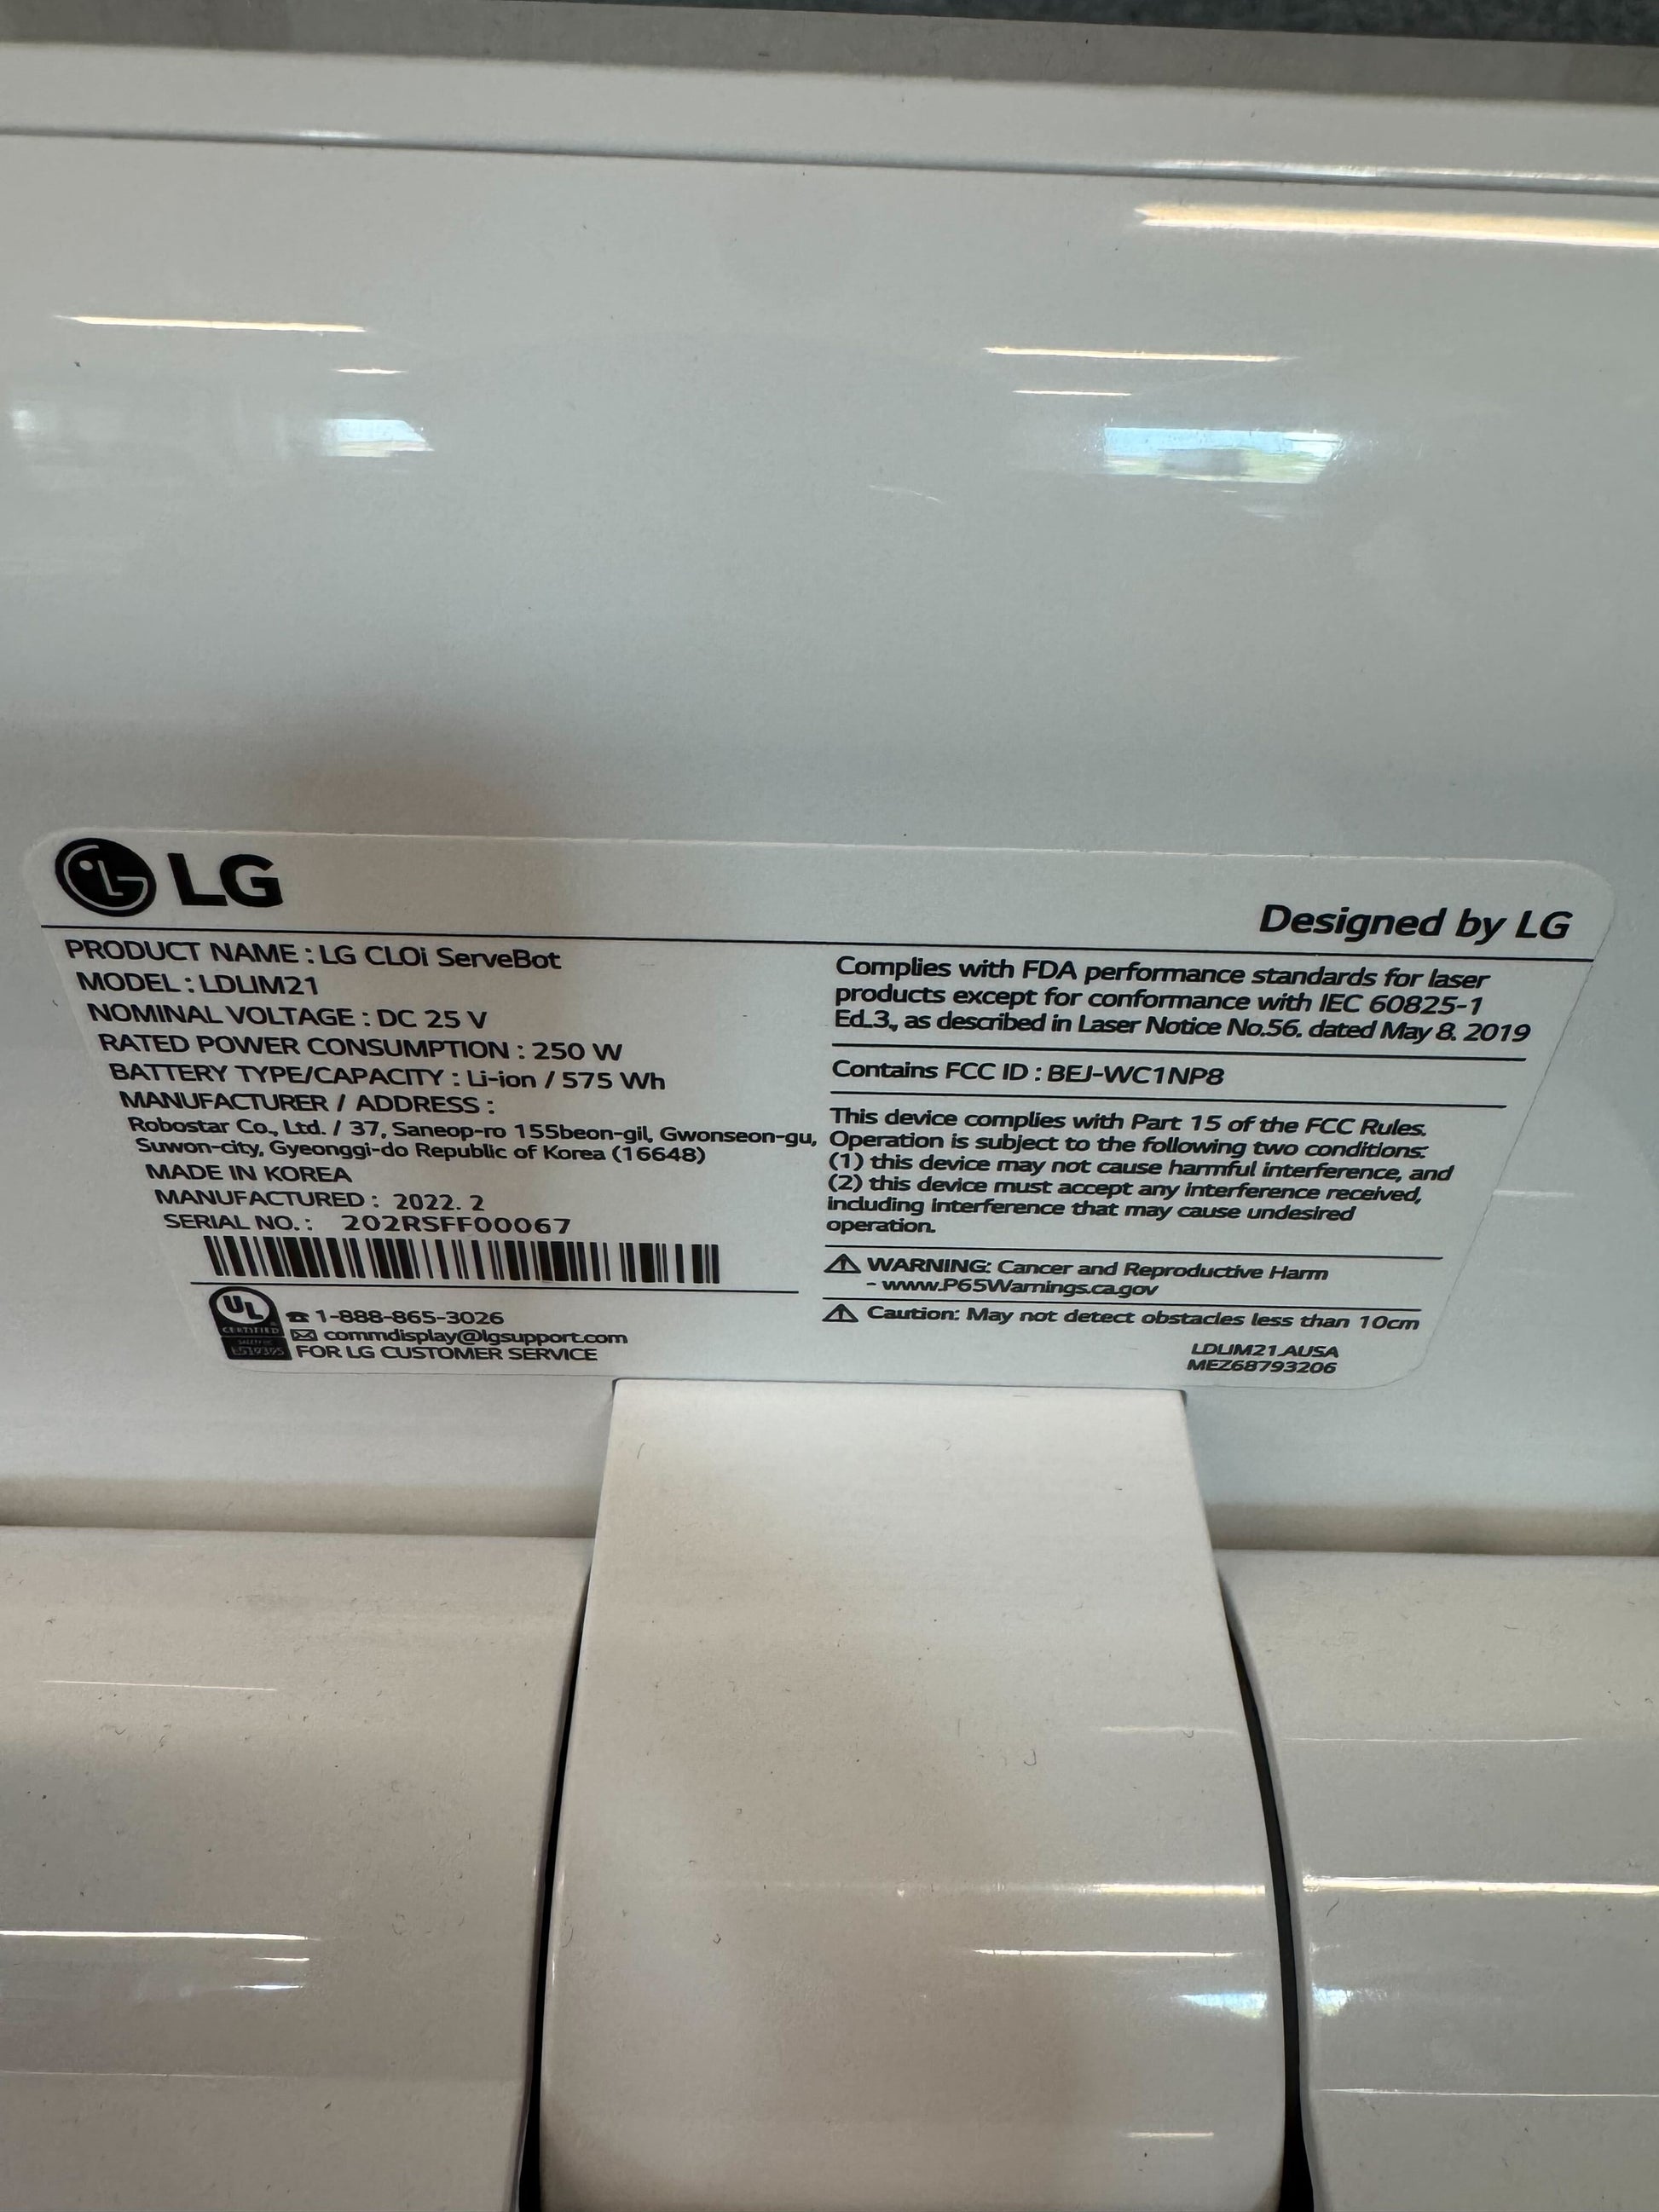 LG
Designed by LG
PRODUCT NAME : LG CLOi ServeBot
MODEL : LDLIM21
NOMINAL VOLTAGE : DC 25 V
RATED POWER CONSUMPTION : 250 W
BATTERY TYPE/CAPACITY : Li-ion / 575 Wh
MANUFACTURER / ADDRESS :
Robostar Co., Ltd. / 37, Saneop-ro 155beon-gil, Gwonseon-gu,
Suwon-city, Gyeonggi-do Republic of Korea (16648)
MADE IN KOREA
MANUFACTURED : 2022. 2
SERIAL NO. : 202RSFF00067
UL
CERTIFIED
1-888-865-3026
commdisplay@lgsupport.com
FOR LG CUSTOMER SERVICE
Complies with FDA performance standards for laser
products except for conformance with IEC 60825-1
Ed.3., as described in Laser Notice No.56. dated May 8. 2019
Contains FCC ID : BEJ-WC1NP8
This device complies with Part 15 of the FCC Rules.
Operation is subject to the following two conditions:
(1) this device may not cause harmful interference, and
(2) this device must accept any interference received,
including interference that may cause undesired
operation.
WARNING: Cancer and Reproductive Harm
- www.P65Warnings.ca.gov
Caution: May not detect obstacles less than 10cm
LDLIM21.AUSA
MEZ68793206